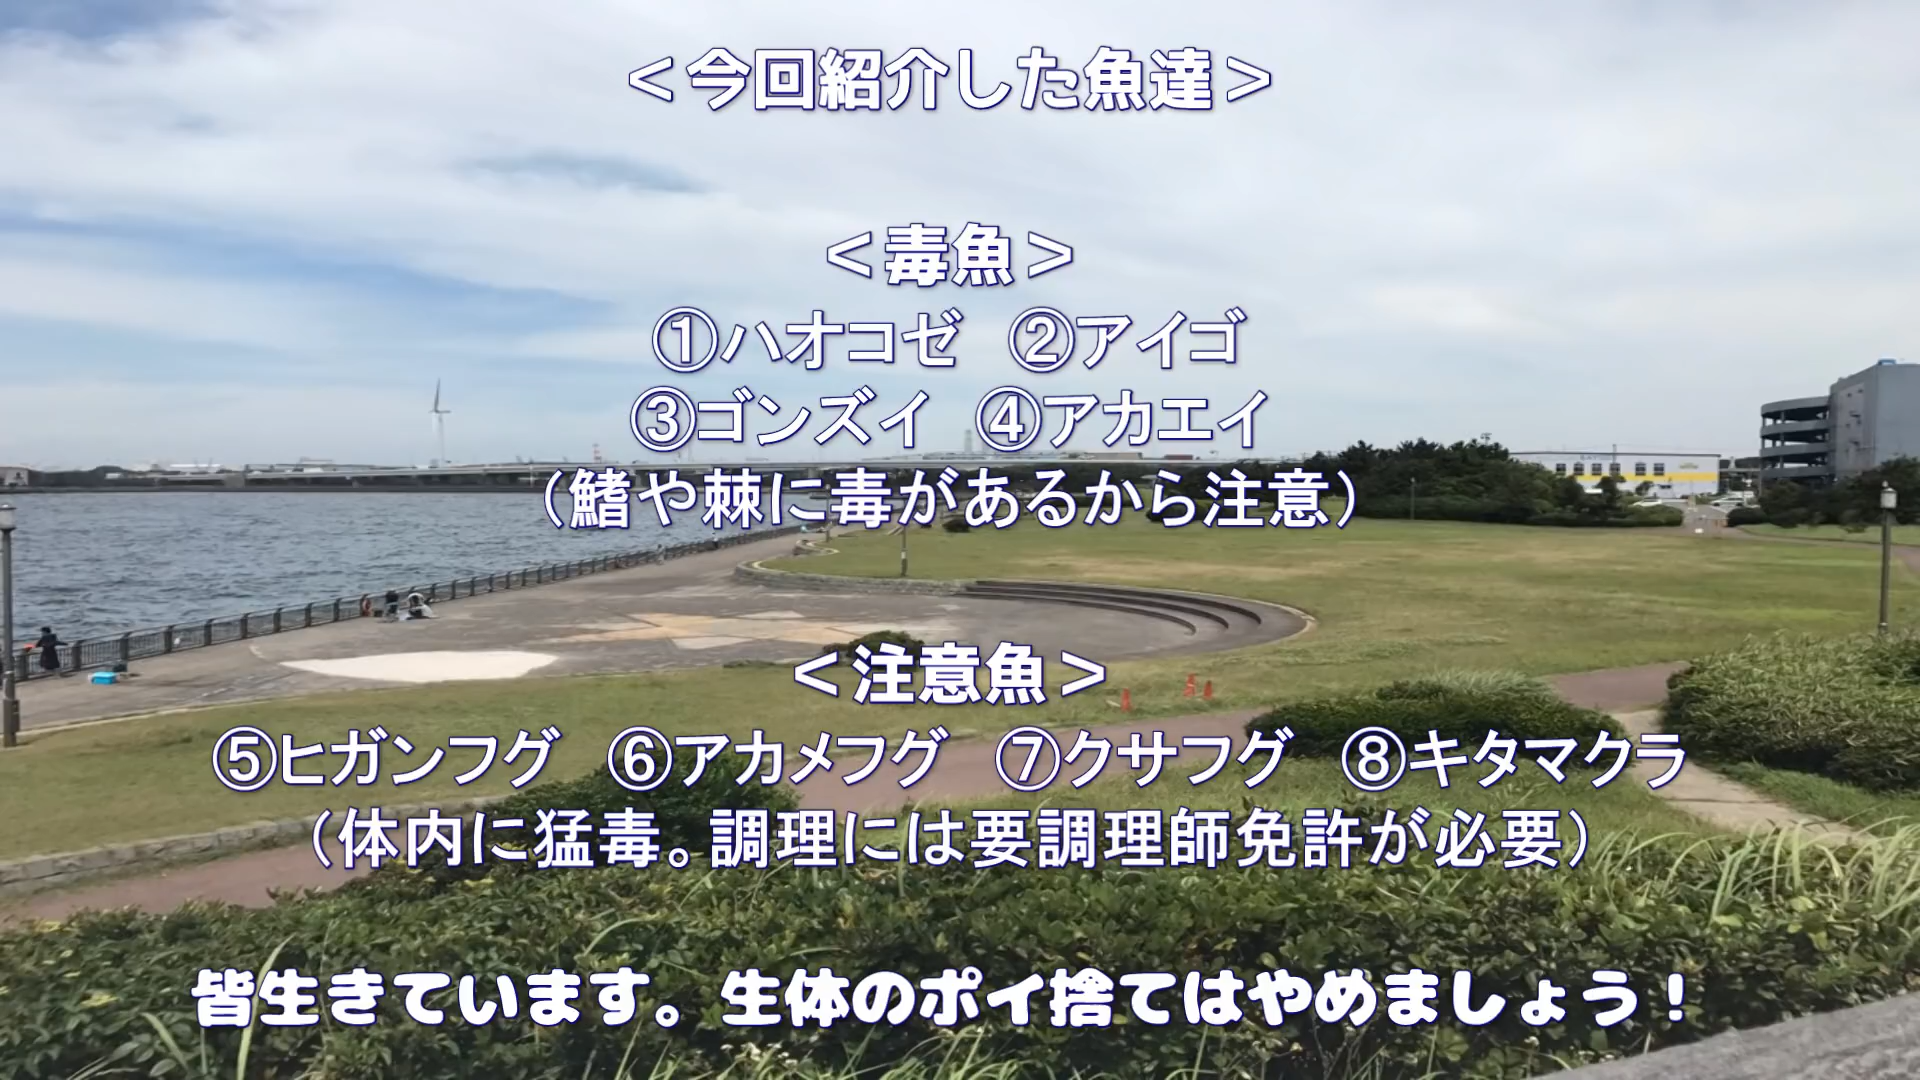 ＜今回紹介した魚達＞
＜毒魚＞
①ハオコゼ　②アイゴ
③ゴンズイ　④アカエイ
（鰭や棘に毒があるから注意）
＜注意魚＞
⑤ヒガンフグ　⑥アカメフグ　⑦クサフグ　⑧キタマクラ
（体内に猛毒。調理には要調理師免許が必要）
皆生きています。生体のポイ捨てはやめましょう！